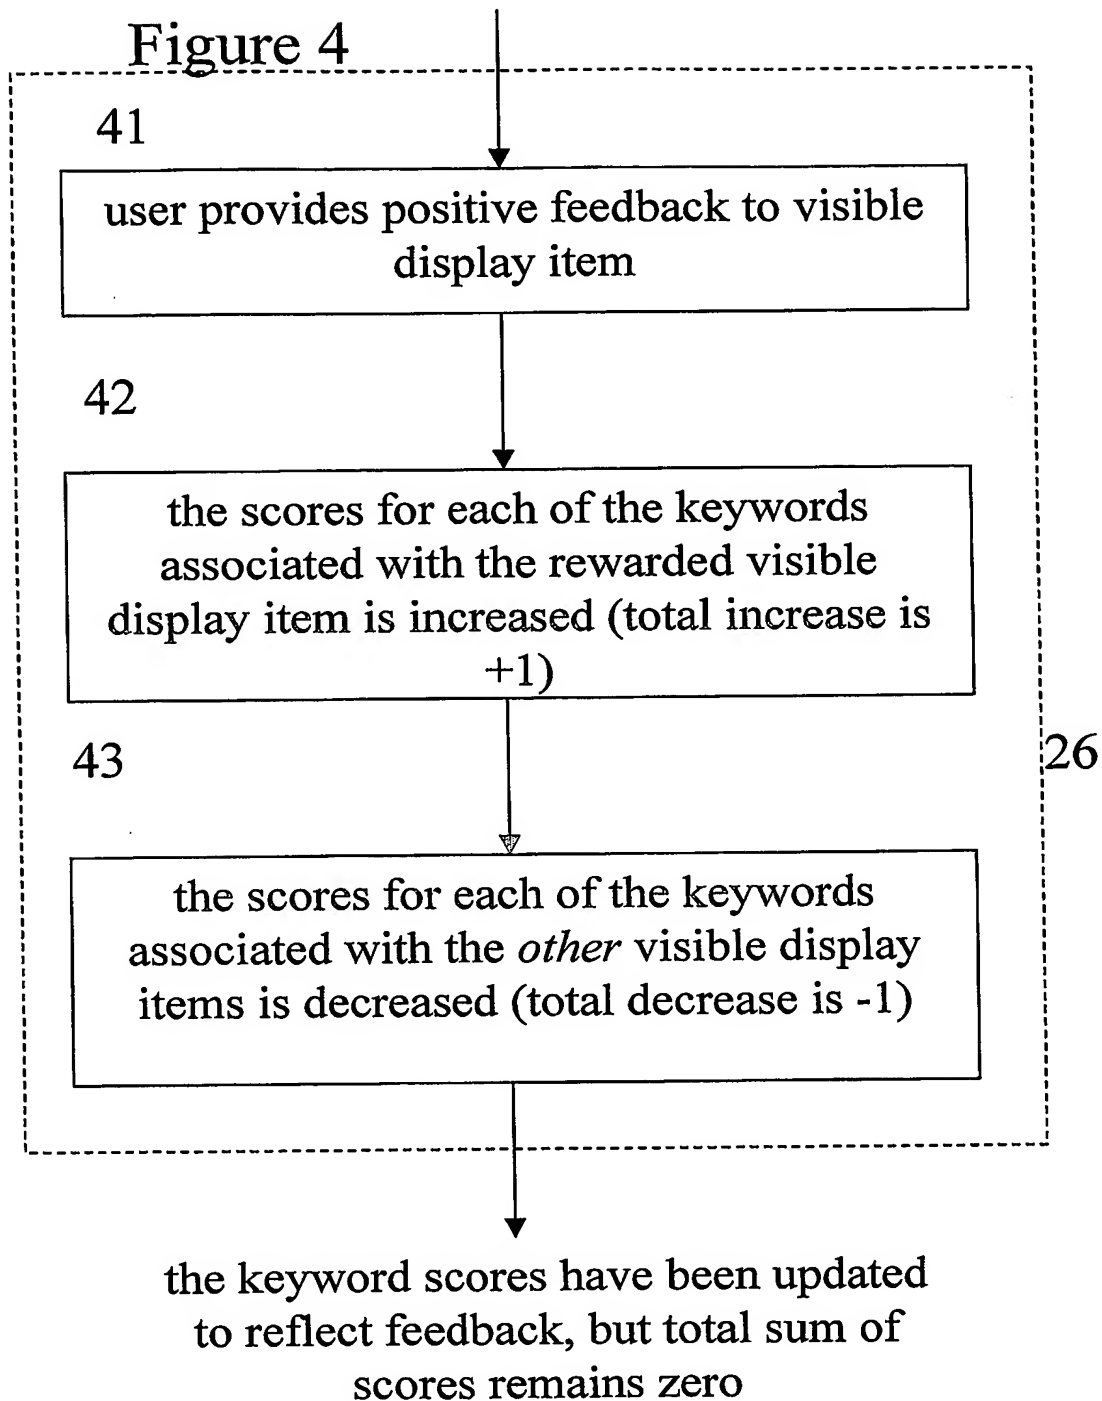 Figure 4
41
user provides positive feedback to visible
display item
42
the scores for each of the keywords
associated with the rewarded visible
display item is increased (total increase is
+1)
43
26
the scores for each of the keywords
associated with the other visible display
items is decreased (total decrease is -1)
the keyword scores have been updated
to reflect feedback, but total sum of
scores remains zero